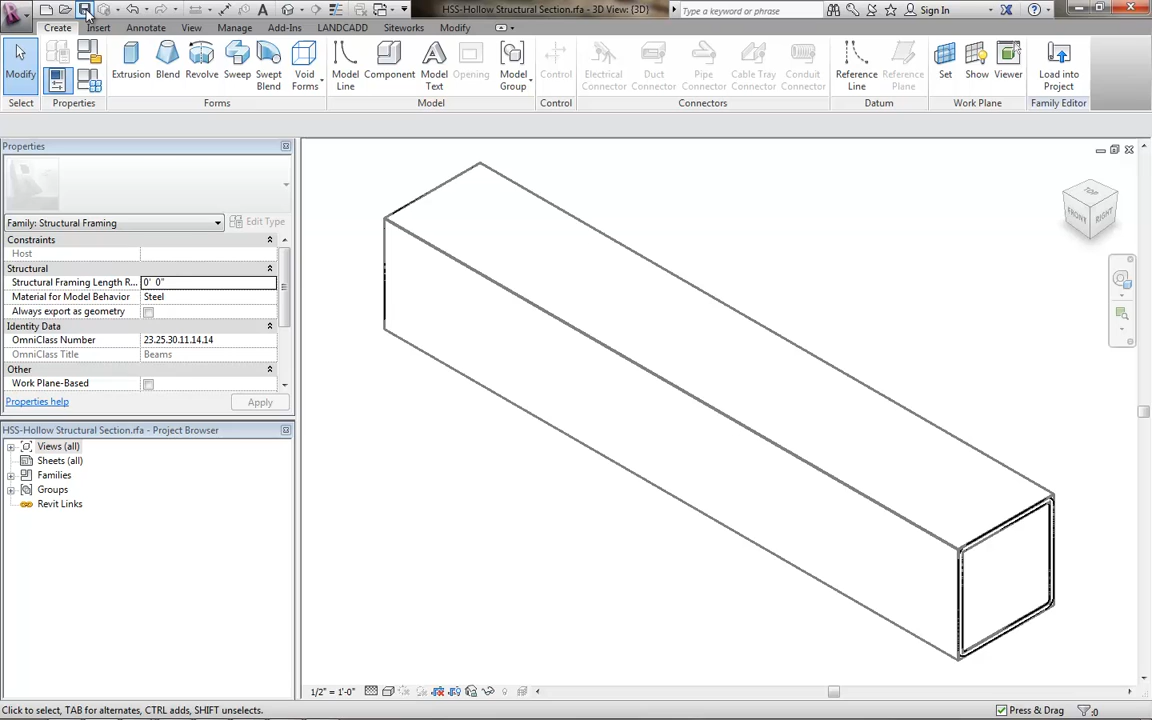 HSS-Hollow Structural Section.rfa - 3D View: {3D}
Type a keyword or phrase
Sign In
Create Insert Annotate View Manage Add-Ins LANDCADD Siteworks Modify
Modify
Extrusion Blend Revolve Sweep Swept Blend Void Forms
Model Line Component Model Text Opening Model Group
Control
Electrical Connector Duct Connector Pipe Connector Cable Tray Connector Conduit Connector
Reference Line Reference Plane
Set Show Viewer
Load into Project
Select Properties Forms Model Control Connectors Datum Work Plane Family Editor
Properties
Family: Structural Framing
Edit Type
Constraints
Host
Structural
Structural Framing Length R... 0' 0"
Material for Model Behavior Steel
Always export as geometry
Identity Data
OmniClass Number 23.25.30.11.14.14
OmniClass Title Beams
Other
Work Plane-Based
Properties help
Apply
HSS-Hollow Structural Section.rfa - Project Browser
Views (all)
Sheets (all)
Families
Groups
Revit Links
TOP
FRONT RIGHT
1/2" = 1'-0"
Click to select, TAB for alternates, CTRL adds, SHIFT unselects.
Press & Drag
:0